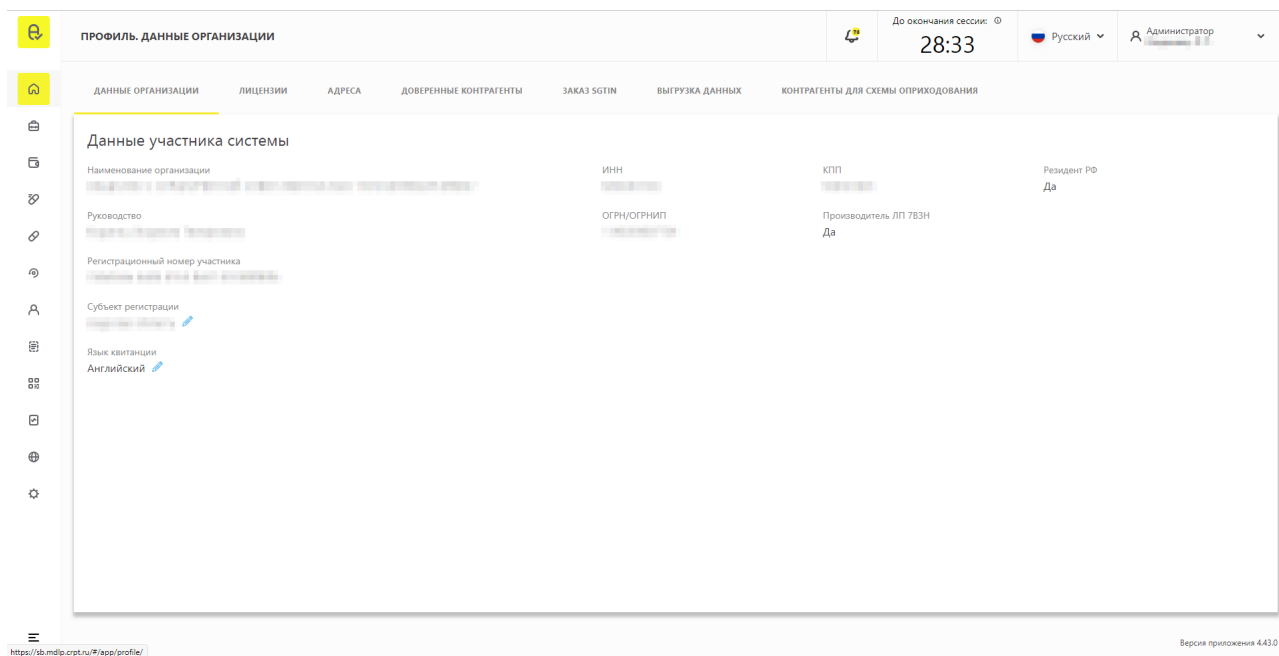 ПРОФИЛЬ. ДАННЫЕ ОРГАНИЗАЦИИ
78
До окончания сессии:
28:33
Русский
Администратор
ДАННЫЕ ОРГАНИЗАЦИИ ЛИЦЕНЗИИ АДРЕСА ДОВЕРЕННЫЕ КОНТРАГЕНТЫ ЗАКАЗ SGTIN ВЫГРУЗКА ДАННЫХ КОНТРАГЕНТЫ ДЛЯ СХЕМЫ ОПРИХОДОВАНИЯ
Данные участника системы
Наименование организации ИНН КПП Резидент РФ
Да
Руководство ОГРН/ОГРНИП Производитель ЛП 7ВЗН
Да
Регистрационный номер участника
Субъект регистрации
Язык квитанции
Английский
Версия приложения 4.43.0
https://sb.mdlp.crpt.ru/#/app/profile/